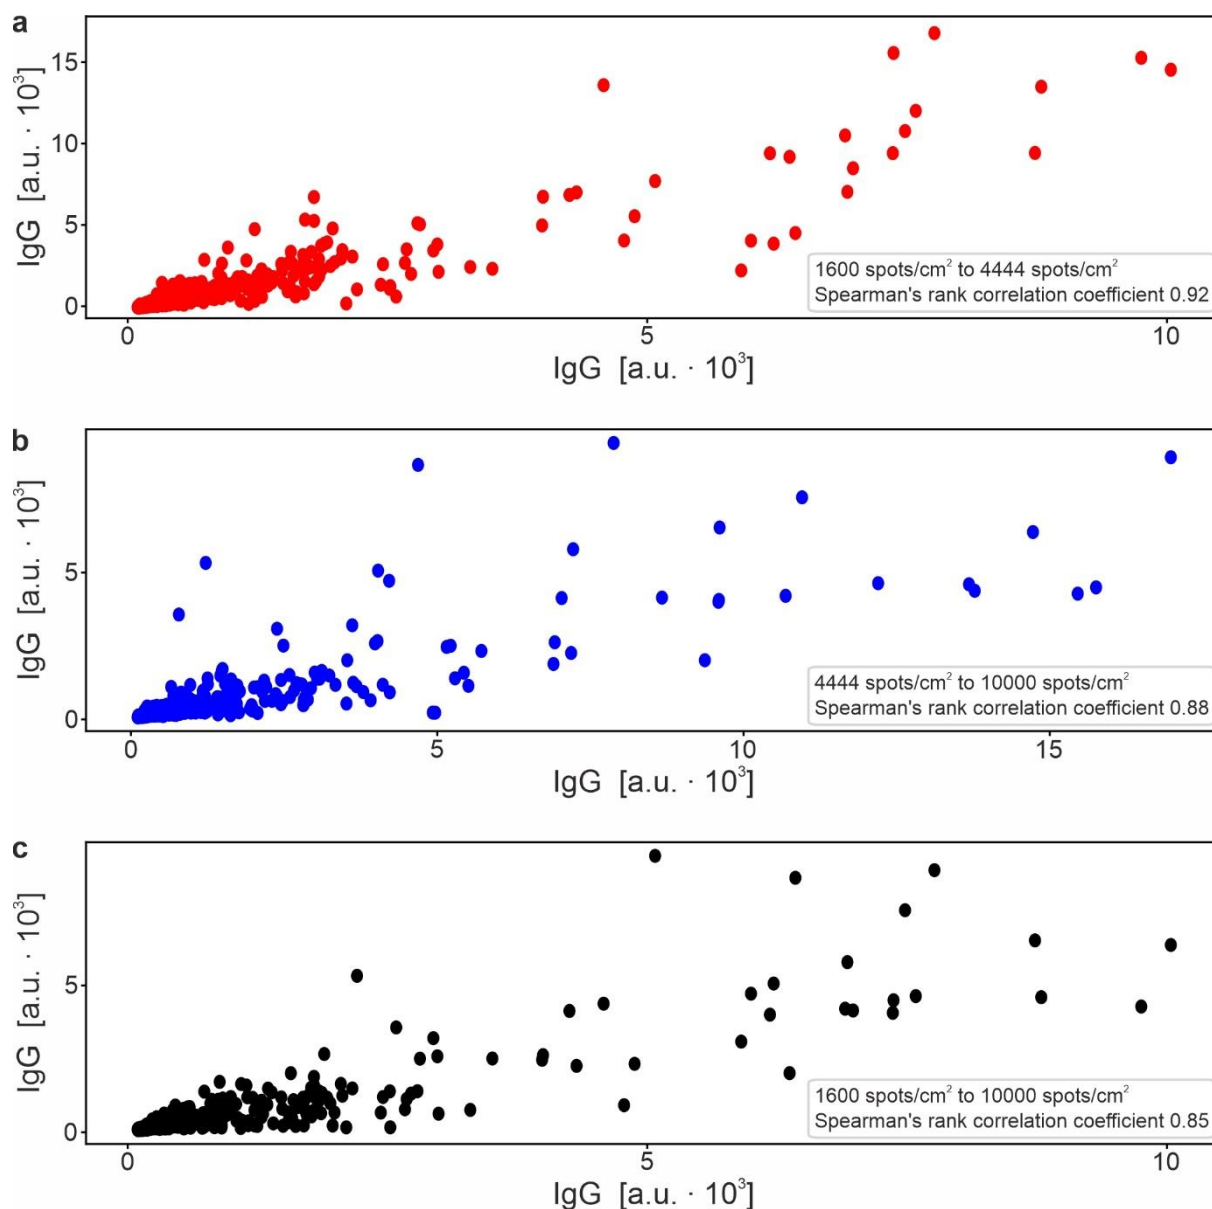 a
15
10
5
0
IgG [a.u. · 10³]
0 5 10
IgG [a.u. · 10³]
1600 spots/cm² to 4444 spots/cm²
Spearman's rank correlation coefficient 0.92
b
5
0
IgG [a.u. · 10³]
0 5 10 15
IgG [a.u. · 10³]
4444 spots/cm² to 10000 spots/cm²
Spearman's rank correlation coefficient 0.88
c
5
0
IgG [a.u. · 10³]
0 5 10
IgG [a.u. · 10³]
1600 spots/cm² to 10000 spots/cm²
Spearman's rank correlation coefficient 0.85